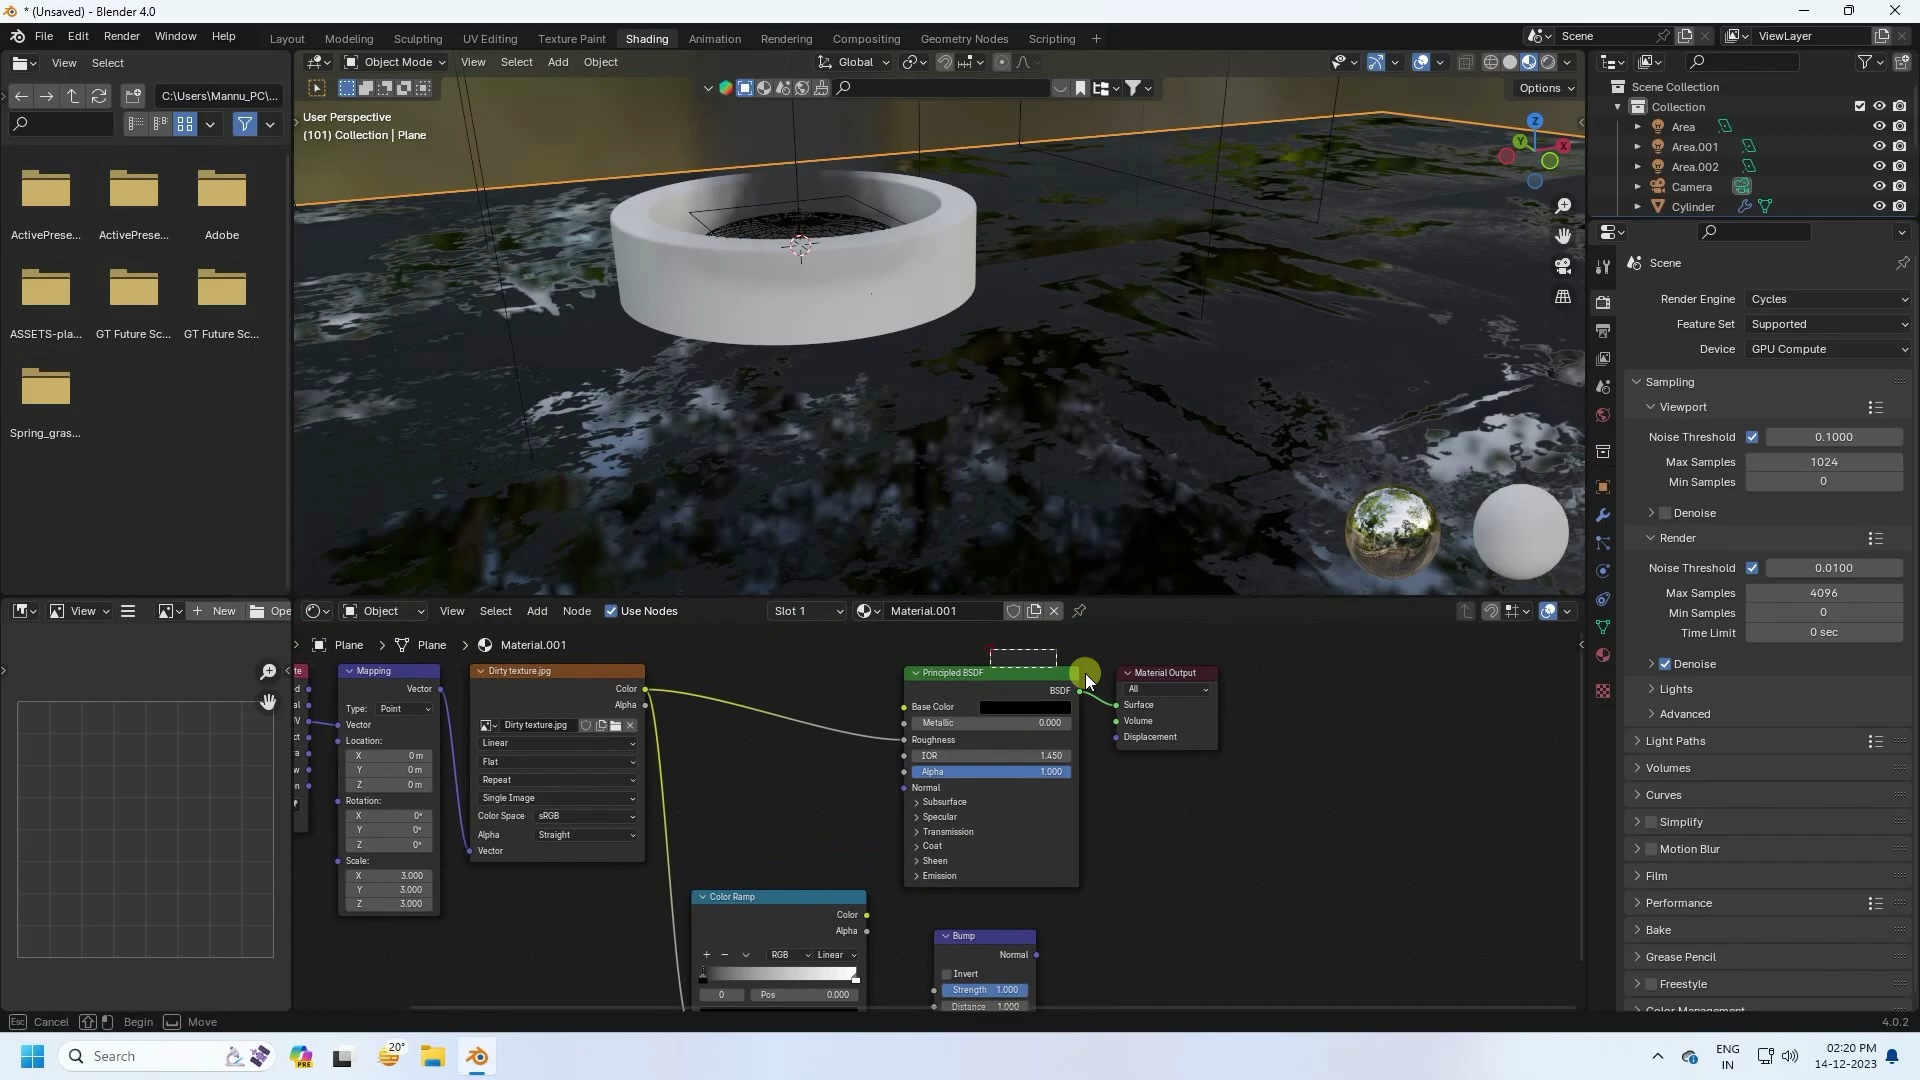 * (Unsaved) - Blender 4.0
File Edit Render Window Help
Layout Modeling Sculpting UV Editing Texture Paint Shading Animation Rendering Compositing Geometry Nodes Scripting +
Scene
ViewLayer
View Select
Object Mode View Select Add Object
Global
C:\Users\Mannu_PC\...
Options
User Perspective
(101) Collection | Plane
Z
Y
X
ActivePrese...
ActivePrese...
Adobe
ASSETS-pla...
GT Future Sc...
GT Future Sc...
Spring_gras...
Scene Collection
Collection
Area
Area.001
Area.002
Camera
Cylinder
Scene
Render Engine Cycles
Feature Set Supported
Device GPU Compute
Sampling
Viewport
Noise Threshold 0.1000
Max Samples 1024
Min Samples 0
Denoise
Render
Noise Threshold 0.0100
Max Samples 4096
Min Samples 0
Time Limit 0 sec
Denoise
Lights
Advanced
Light Paths
Volumes
Curves
Simplify
Motion Blur
Film
Performance
Bake
Grease Pencil
Freestyle
Color Management
View
New
Ope
Object View Select Add Node Use Nodes Slot 1 Material.001
Plane > Plane > Material.001
te
Mapping
Vector
Type: Point
Vector
Location:
X 0 m
Y 0 m
Z 0 m
Rotation:
X 0°
Y 0°
Z 0°
Scale:
X 3.000
Y 3.000
Z 3.000
Dirty texture.jpg
Color
Alpha
Dirty texture.jpg
Linear
Flat
Repeat
Single Image
Color Space sRGB
Alpha Straight
Vector
Color Ramp
Color
Alpha
RGB Linear
0 Pos 0.000
Principled BSDF
BSDF
Base Color
Metallic 0.000
Roughness
IOR 1.450
Alpha 1.000
Normal
Subsurface
Specular
Transmission
Coat
Sheen
Emission
Bump
Normal
Invert
Strength 1.000
Distance 1.000
Material Output
All
Surface
Volume
Displacement
Esc Cancel Begin Move
4.0.2
Search
PRE
20°
ENG
IN
02:20 PM
14-12-2023